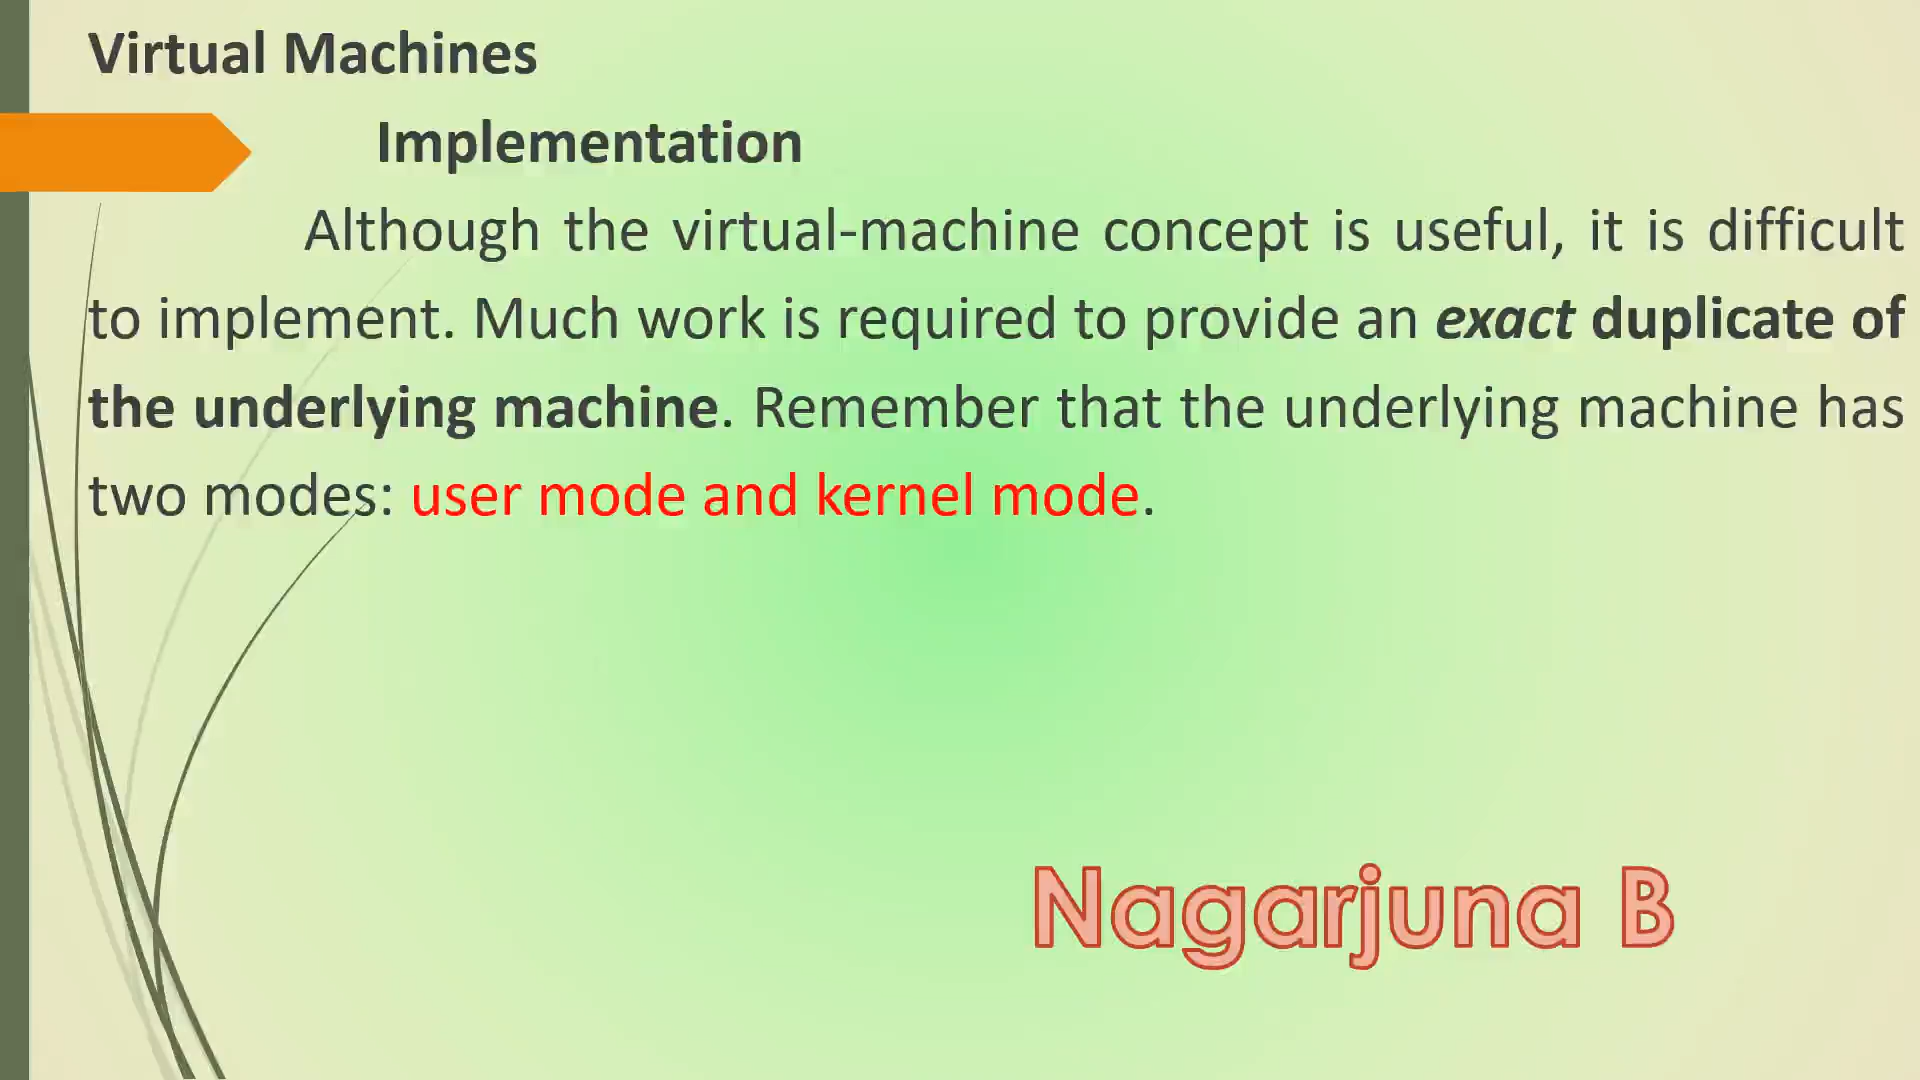 Virtual Machines
Implementation
Although the virtual-machine concept is useful, it is difficult
to implement. Much work is required to provide an exact duplicate of
the underlying machine. Remember that the underlying machine has
two modes: user mode and kernel mode.
Nagarjuna B